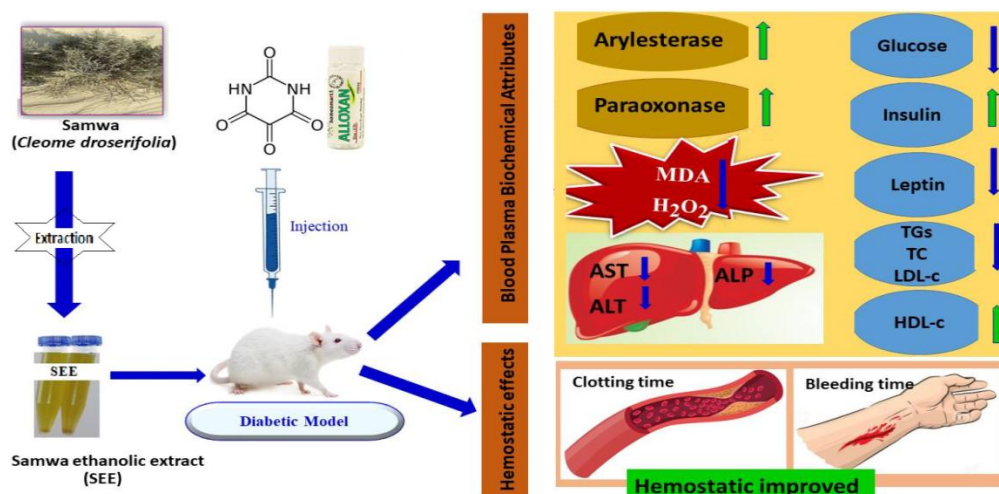 Samwa
(Cleome droserifolia)
Extraction
SEE
Samwa ethanolic extract
(SEE)
O
O
O
O
HN
NH
ALLOXAN
Injection
Diabetic Model
Blood Plasma Biochemical Attributes
Hemostatic effects
Arylesterase
Paraoxonase
MDA
H₂O₂
AST
ALT
ALP
Glucose
Insulin
Leptin
TGs
TC
LDL-c
HDL-c
Clotting time
Bleeding time
Hemostatic improved